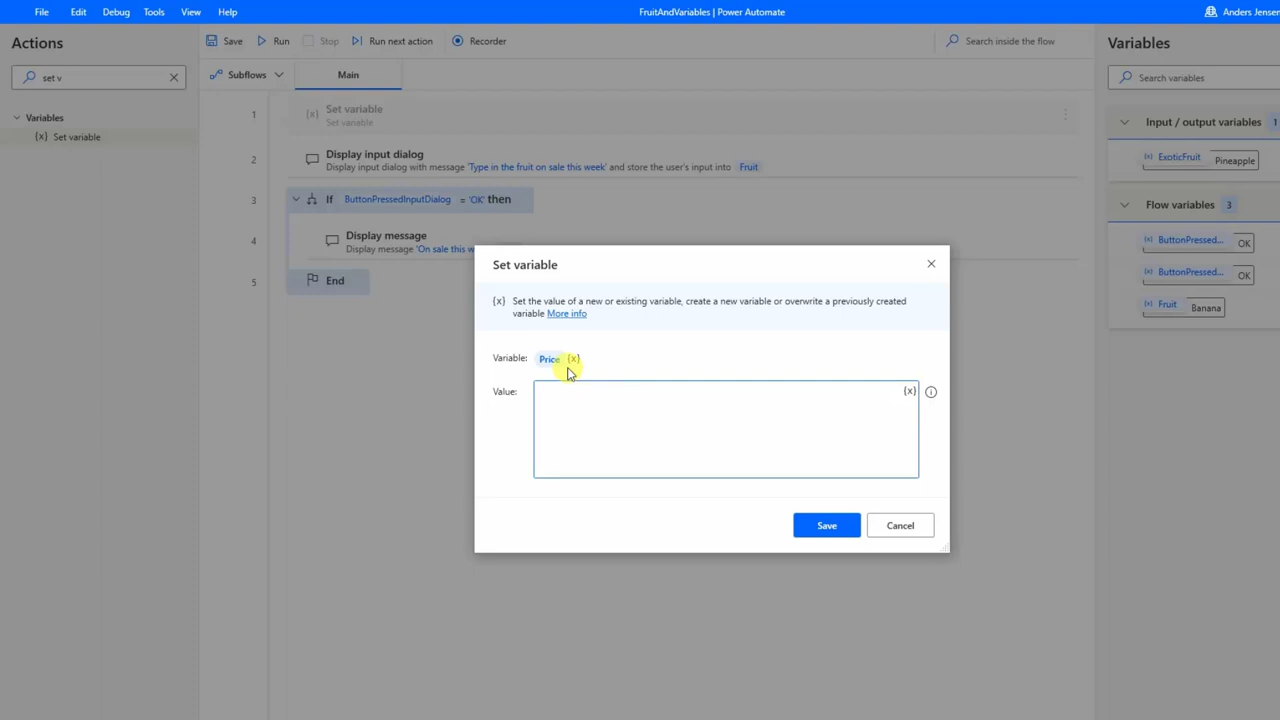 File Edit Debug Tools View Help
FruitAndVariables | Power Automate
Anders Jensen
Actions
Save Run Stop Run next action Recorder
Search inside the flow
Variables
set v
Subflows
Main
Search variables
Variables
Set variable
1
Set variable
Set variable
2
Display input dialog
Display input dialog with message 'Type in the fruit on sale this week' and store the user's input into Fruit
3
If ButtonPressedInputDialog = 'OK' then
4
Display message
Display message 'On sale this w
5
End
Input / output variables 1
ExoticFruit Pineapple
Flow variables 3
ButtonPressed... OK
ButtonPressed... OK
Fruit Banana
Set variable
{x} Set the value of a new or existing variable, create a new variable or overwrite a previously created
variable More info
Variable: Price {x}
Value:
{x}
Save Cancel